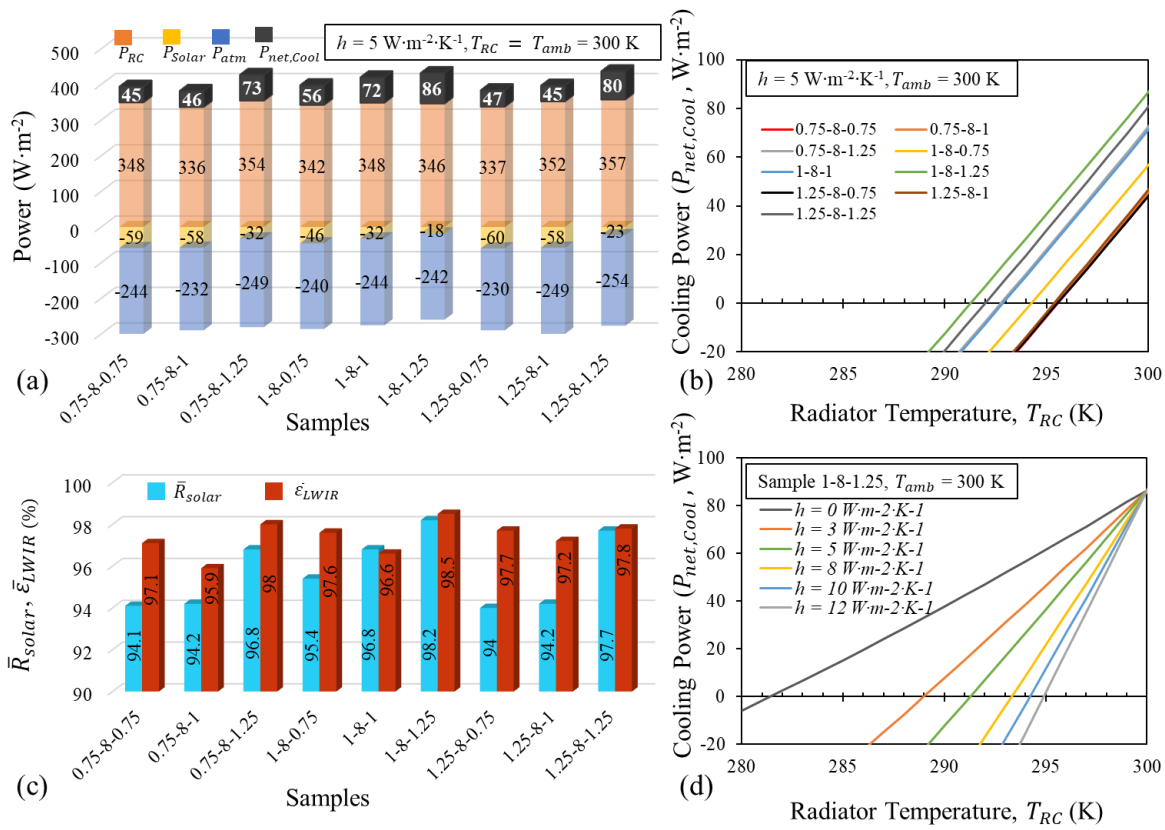 P_RC P_Solar P_atm P_net,Cool
h = 5 W·m⁻²·K⁻¹, T_RC = T_amb = 300 K
Power (W·m⁻²)
500
400
300
200
100
0
-100
-200
-300
45 46 73 56 72 86 47 45 80
348 336 354 342 348 346 337 352 357
-59 -58 -32 -46 -32 -18 -60 -58 -23
-244 -232 -249 -240 -244 -242 -230 -249 -254
0.75-8-0.75
0.75-8-1
0.75-8-1.25
1-8-0.75
1-8-1
1-8-1.25
1.25-8-0.75
1.25-8-1
1.25-8-1.25
(a)
Samples
Cooling Power (P_net,Cool , W·m⁻²)
100
80
60
40
20
0
-20
h = 5 W·m⁻²·K⁻¹, T_amb = 300 K
0.75-8-0.75 0.75-8-1
0.75-8-1.25 1-8-0.75
1-8-1 1-8-1.25
1.25-8-0.75 1.25-8-1
1.25-8-1.25
280 285 290 295 300
(b)
Radiator Temperature, T_RC (K)
R̄_solar, ε̄_LWIR (%)
100
98
96
94
92
90
R̄_solar ε̇_LWIR
94.1 97.1 94.2 95.9 96.8 98 95.4 97.6 96.8 96.6 98.2 98.5 94 97.7 94.2 97.2 97.7 97.8
0.75-8-0.75
0.75-8-1
0.75-8-1.25
1-8-0.75
1-8-1
1-8-1.25
1.25-8-0.75
1.25-8-1
1.25-8-1.25
(c)
Samples
Cooling Power (P_net,Cool , W·m⁻²)
100
80
60
40
20
0
-20
Sample 1-8-1.25, T_amb = 300 K
h = 0 W·m-2·K-1
h = 3 W·m-2·K-1
h = 5 W·m-2·K-1
h = 8 W·m-2·K-1
h = 10 W·m-2·K-1
h = 12 W·m-2·K-1
280 285 290 295 300
(d)
Radiator Temperature, T_RC (K)